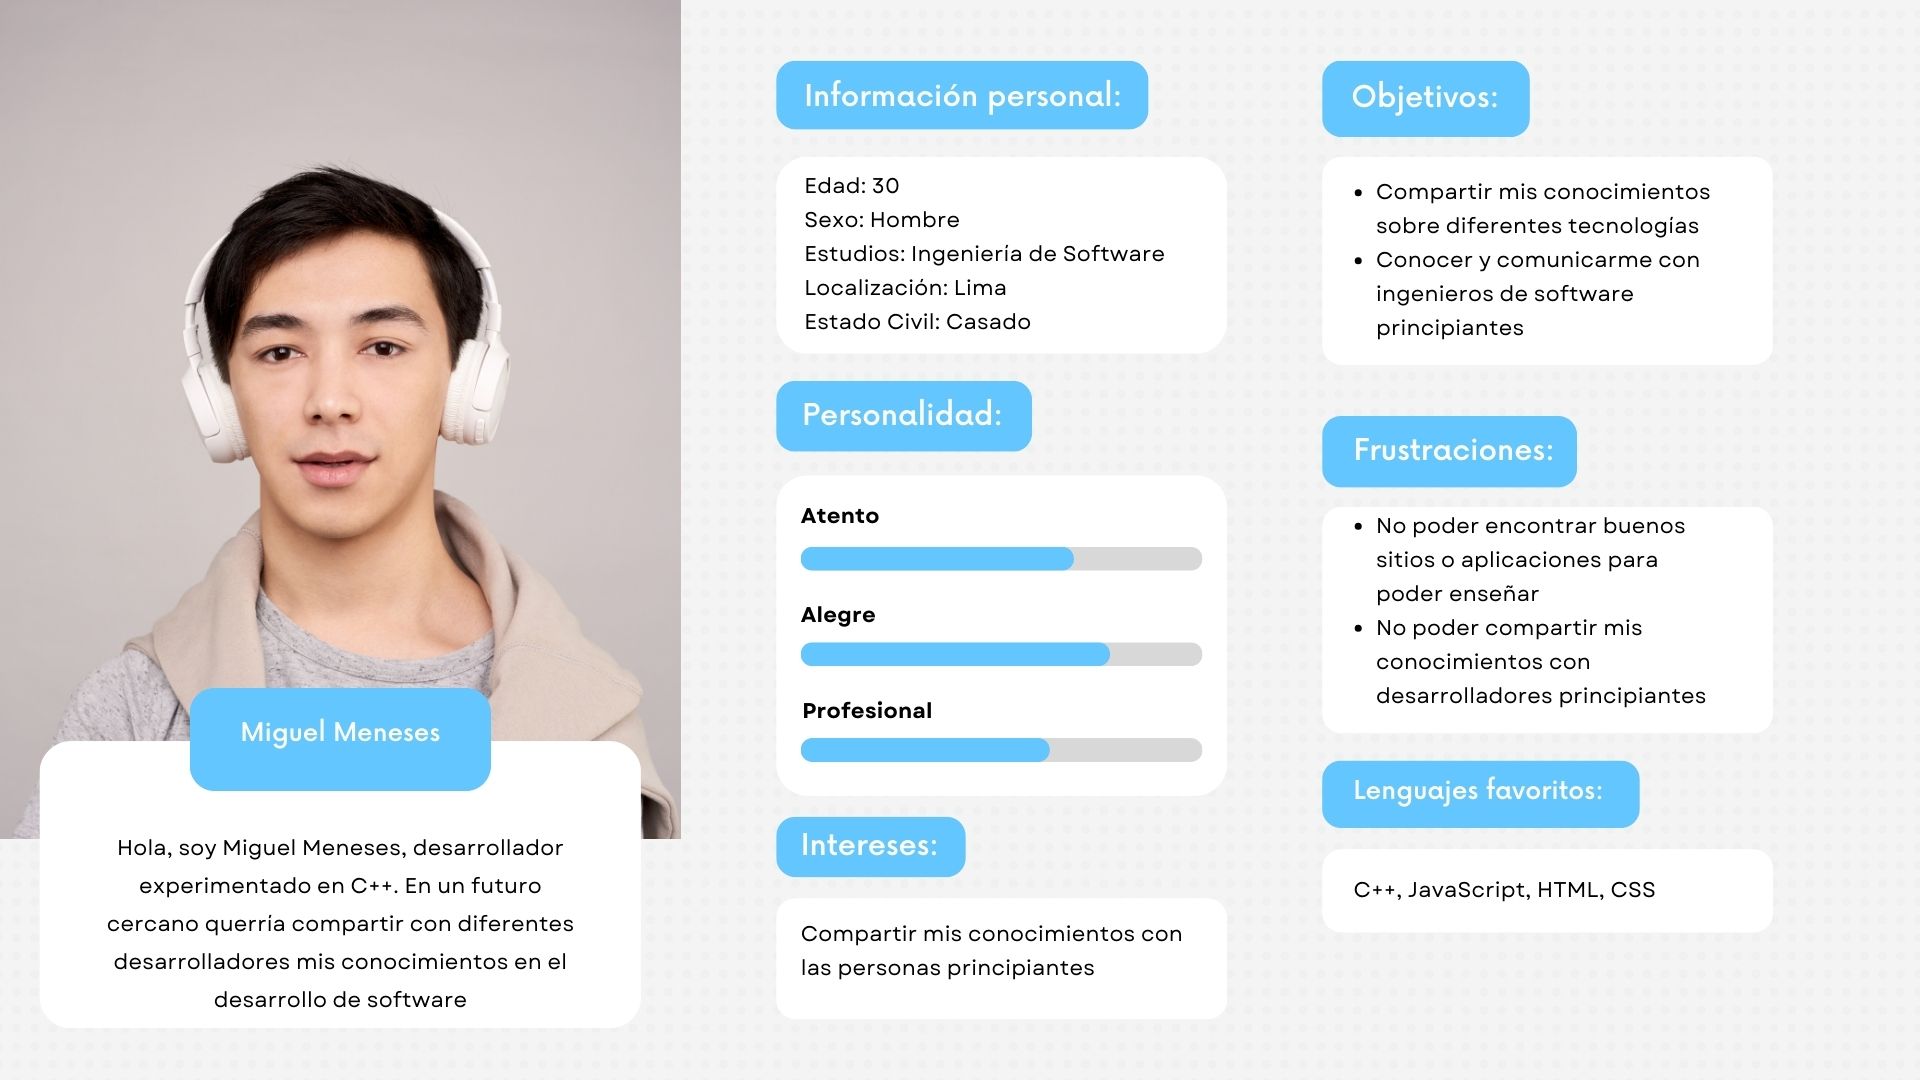 Miguel Meneses
Hola, soy Miguel Meneses, desarrollador
experimentado en C++. En un futuro
cercano querría compartir con diferentes
desarrolladores mis conocimientos en el
desarrollo de software
Información personal:
Edad: 30
Sexo: Hombre
Estudios: Ingeniería de Software
Localización: Lima
Estado Civil: Casado
Personalidad:
Atento
Alegre
Profesional
Intereses:
Compartir mis conocimientos con
las personas principiantes
Objetivos:
• Compartir mis conocimientos
sobre diferentes tecnologías
• Conocer y comunicarme con
ingenieros de software
principiantes
Frustraciones:
• No poder encontrar buenos
sitios o aplicaciones para
poder enseñar
• No poder compartir mis
conocimientos con
desarrolladores principiantes
Lenguajes favoritos:
C++, JavaScript, HTML, CSS